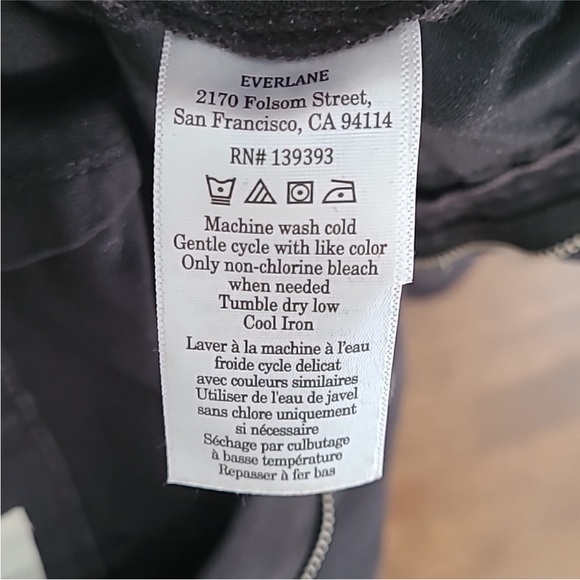 EVERLANE
2170 Folsom Street,
San Francisco, CA 94114
RN# 139393
Machine wash cold
Gentle cycle with like color
Only non-chlorine bleach
when needed
Tumble dry low
Cool Iron
Laver à la machine à l'eau
froide cycle delicat
avec couleurs similaires
Utiliser de l'eau de javel
sans chlore uniquement
si nécessaire
Séchage par culbutage
à basse température
Repasser à fer bas